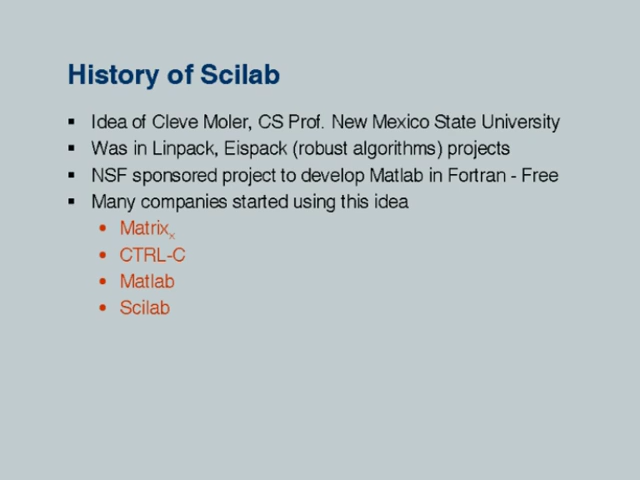 History of Scilab
▪ Idea of Cleve Moler, CS Prof. New Mexico State University
▪ Was in Linpack, Eispack (robust algorithms) projects
▪ NSF sponsored project to develop Matlab in Fortran - Free
▪ Many companies started using this idea
• Matrixₓ
• CTRL-C
• Matlab
• Scilab